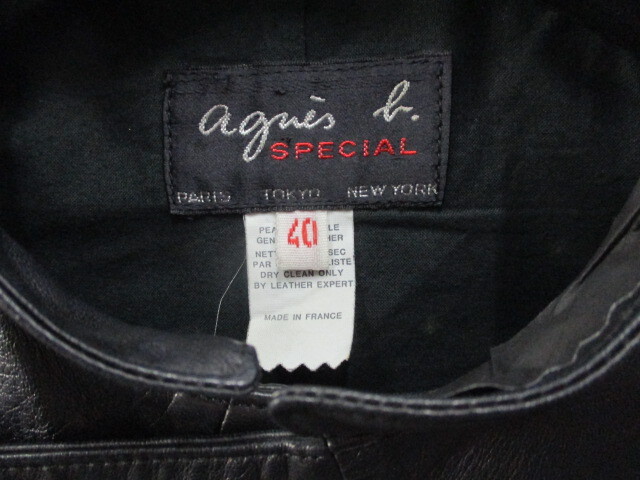 agnès b.
SPECIAL
PARIS TOKYO NEW YORK
40
DRY CLEAN ONLY
BY LEATHER EXPERT
MADE IN FRANCE